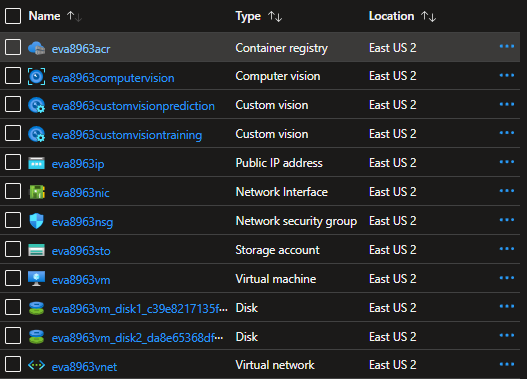 Name ↑↓ Type ↑↓ Location ↑↓
eva8963acr Container registry East US 2 ...
eva8963computervision Computer vision East US 2 ...
eva8963customvisionprediction Custom vision East US 2 ...
eva8963customvisiontraining Custom vision East US 2 ...
eva8963ip Public IP address East US 2 ...
eva8963nic Network Interface East US 2 ...
eva8963nsg Network security group East US 2 ...
eva8963sto Storage account East US 2 ...
eva8963vm Virtual machine East US 2 ...
eva8963vm_disk1_c39e8217135f... Disk East US 2 ...
eva8963vm_disk2_da8e65368df... Disk East US 2 ...
eva8963vnet Virtual network East US 2 ...